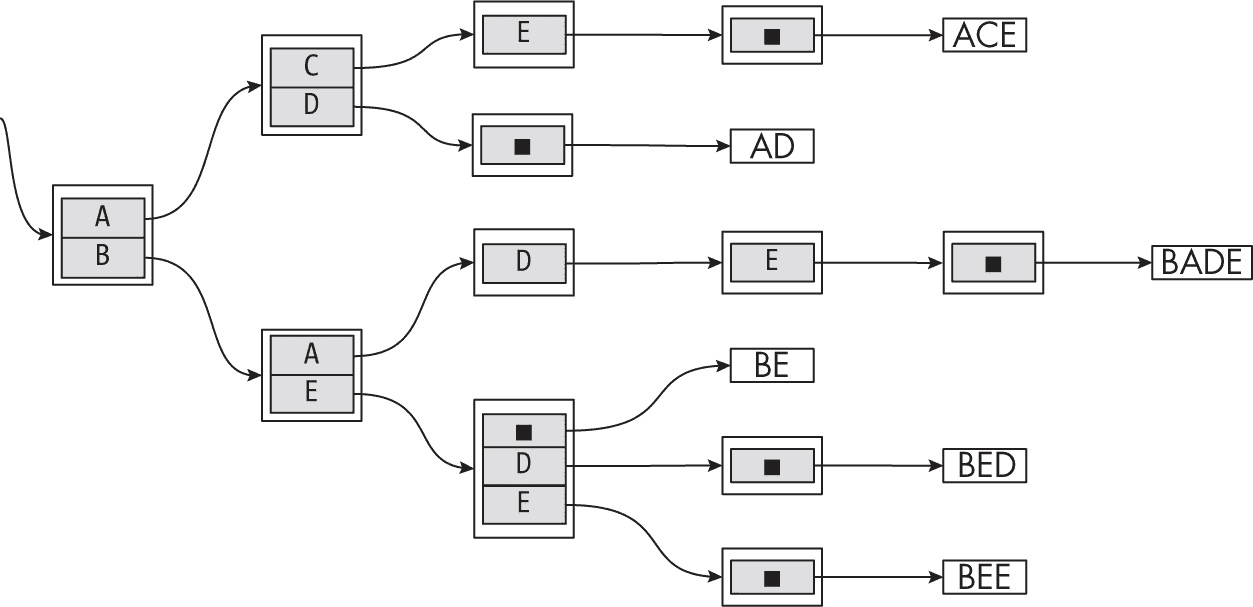 E ■ ACE
C
D
■ AD
A
B
D E ■ BADE
A
E
BE
■
D ■ BED
E
■ BEE